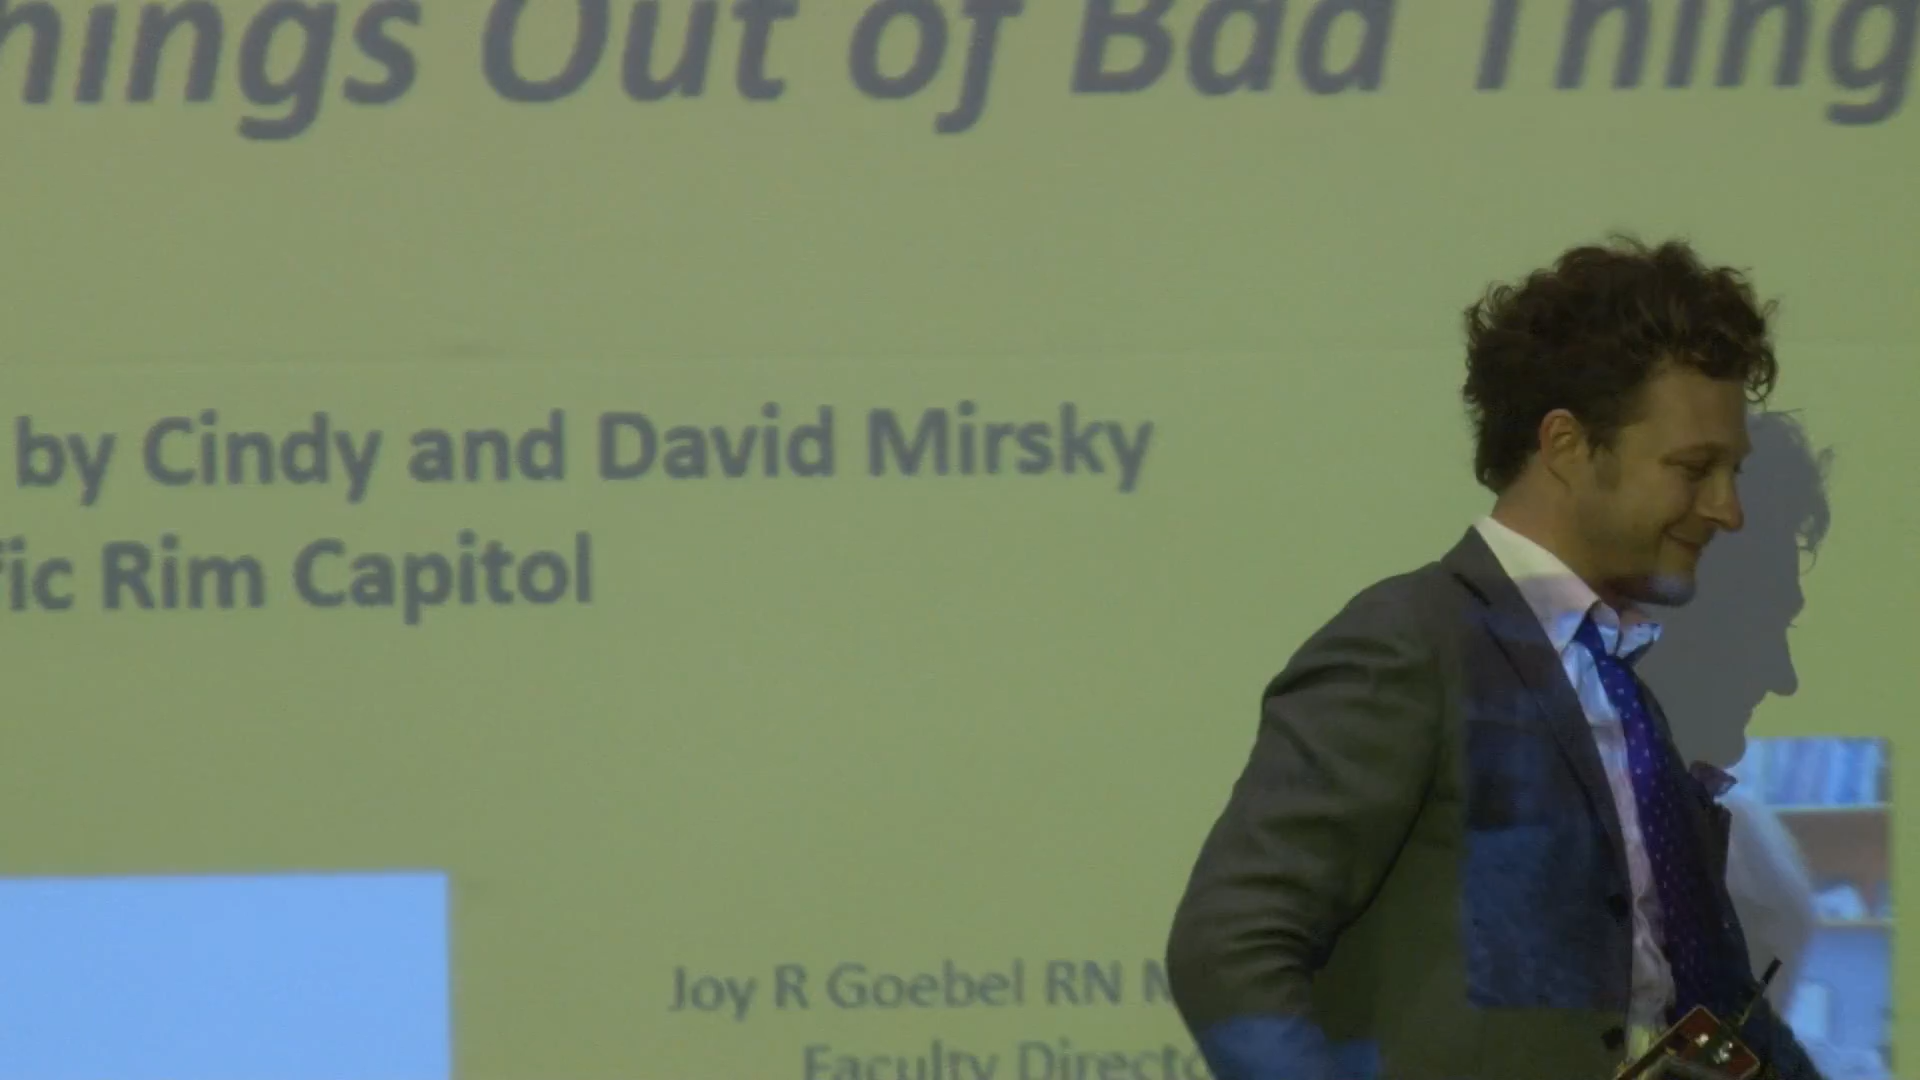 hings Out of Bad Thing
by Cindy and David Mirsky
fic Rim Capitol
Joy R Goebel RN
Faculty Directo